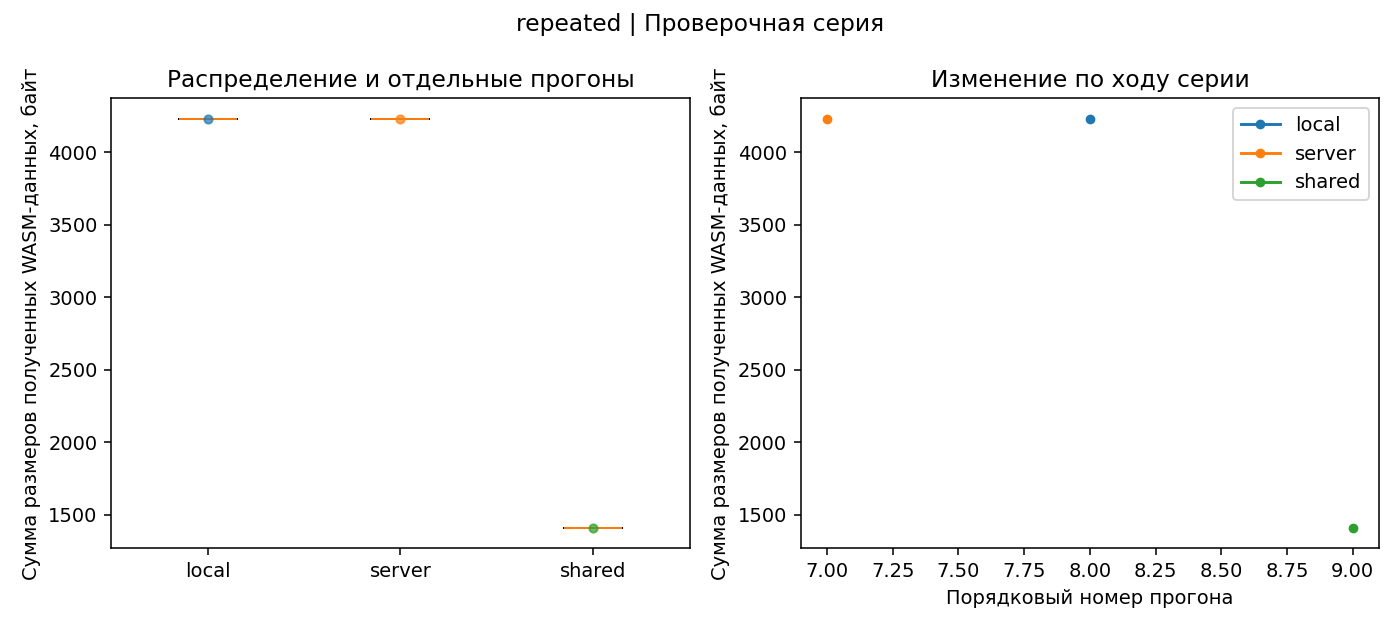 repeated | Проверочная серия
Распределение и отдельные прогоны
Сумма размеров полученных WASM-данных, байт
4000
3500
3000
2500
2000
1500
local server shared
Изменение по ходу серии
Сумма размеров полученных WASM-данных, байт
4000
3500
3000
2500
2000
1500
local
server
shared
7.00 7.25 7.50 7.75 8.00 8.25 8.50 8.75 9.00
Порядковый номер прогона